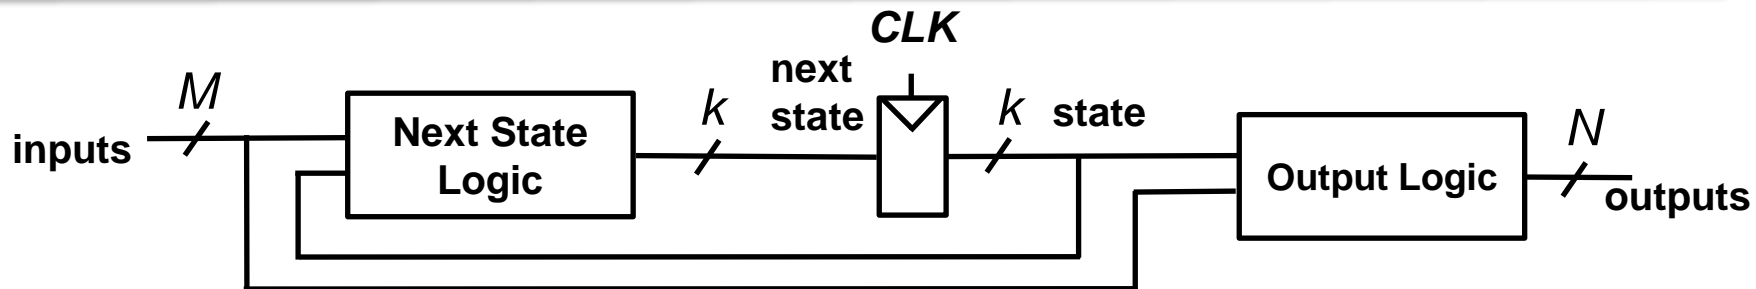 CLK
M
inputs
Next State
Logic
k
next
state
k
state
Output Logic
N
outputs